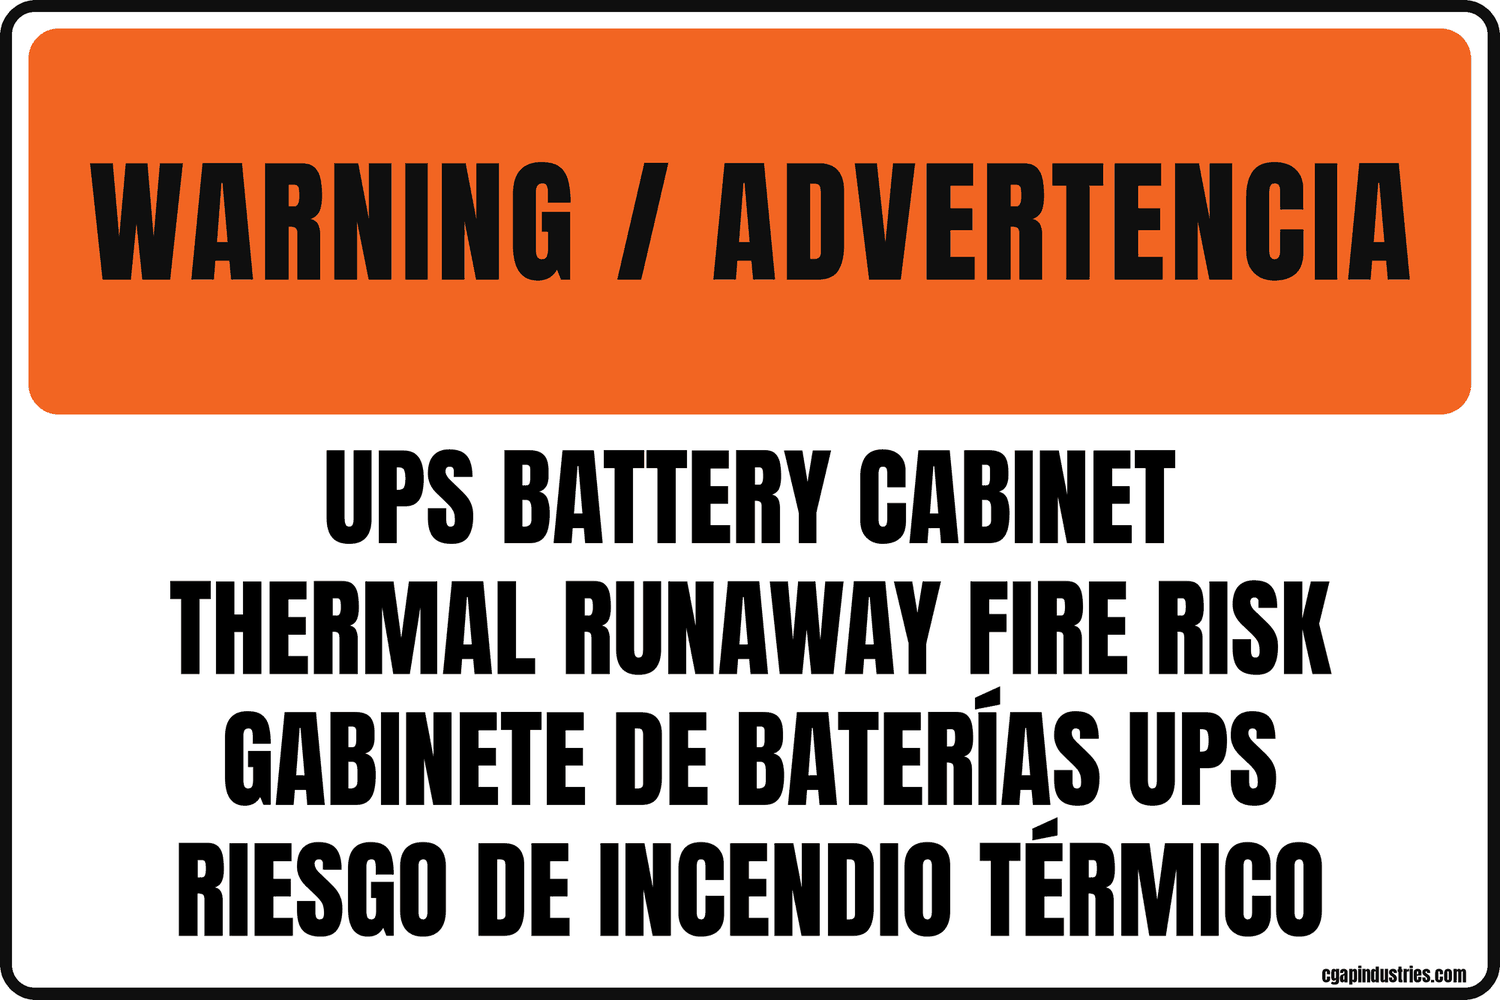 WARNING / ADVERTENCIA
UPS BATTERY CABINET
THERMAL RUNAWAY FIRE RISK
GABINETE DE BATERÍAS UPS
RIESGO DE INCENDIO TÉRMICO
cgapindustries.com